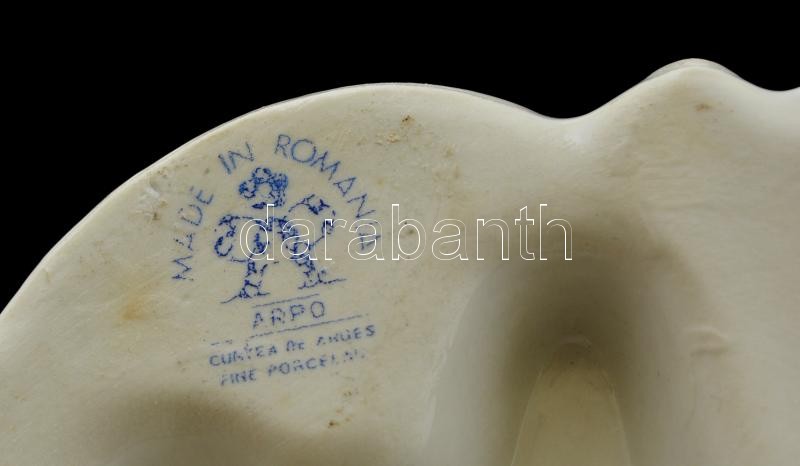 MADE IN ROMANIA
darabanth
ARPO
CURTEA DE ARGES
FINE PORCELAIN